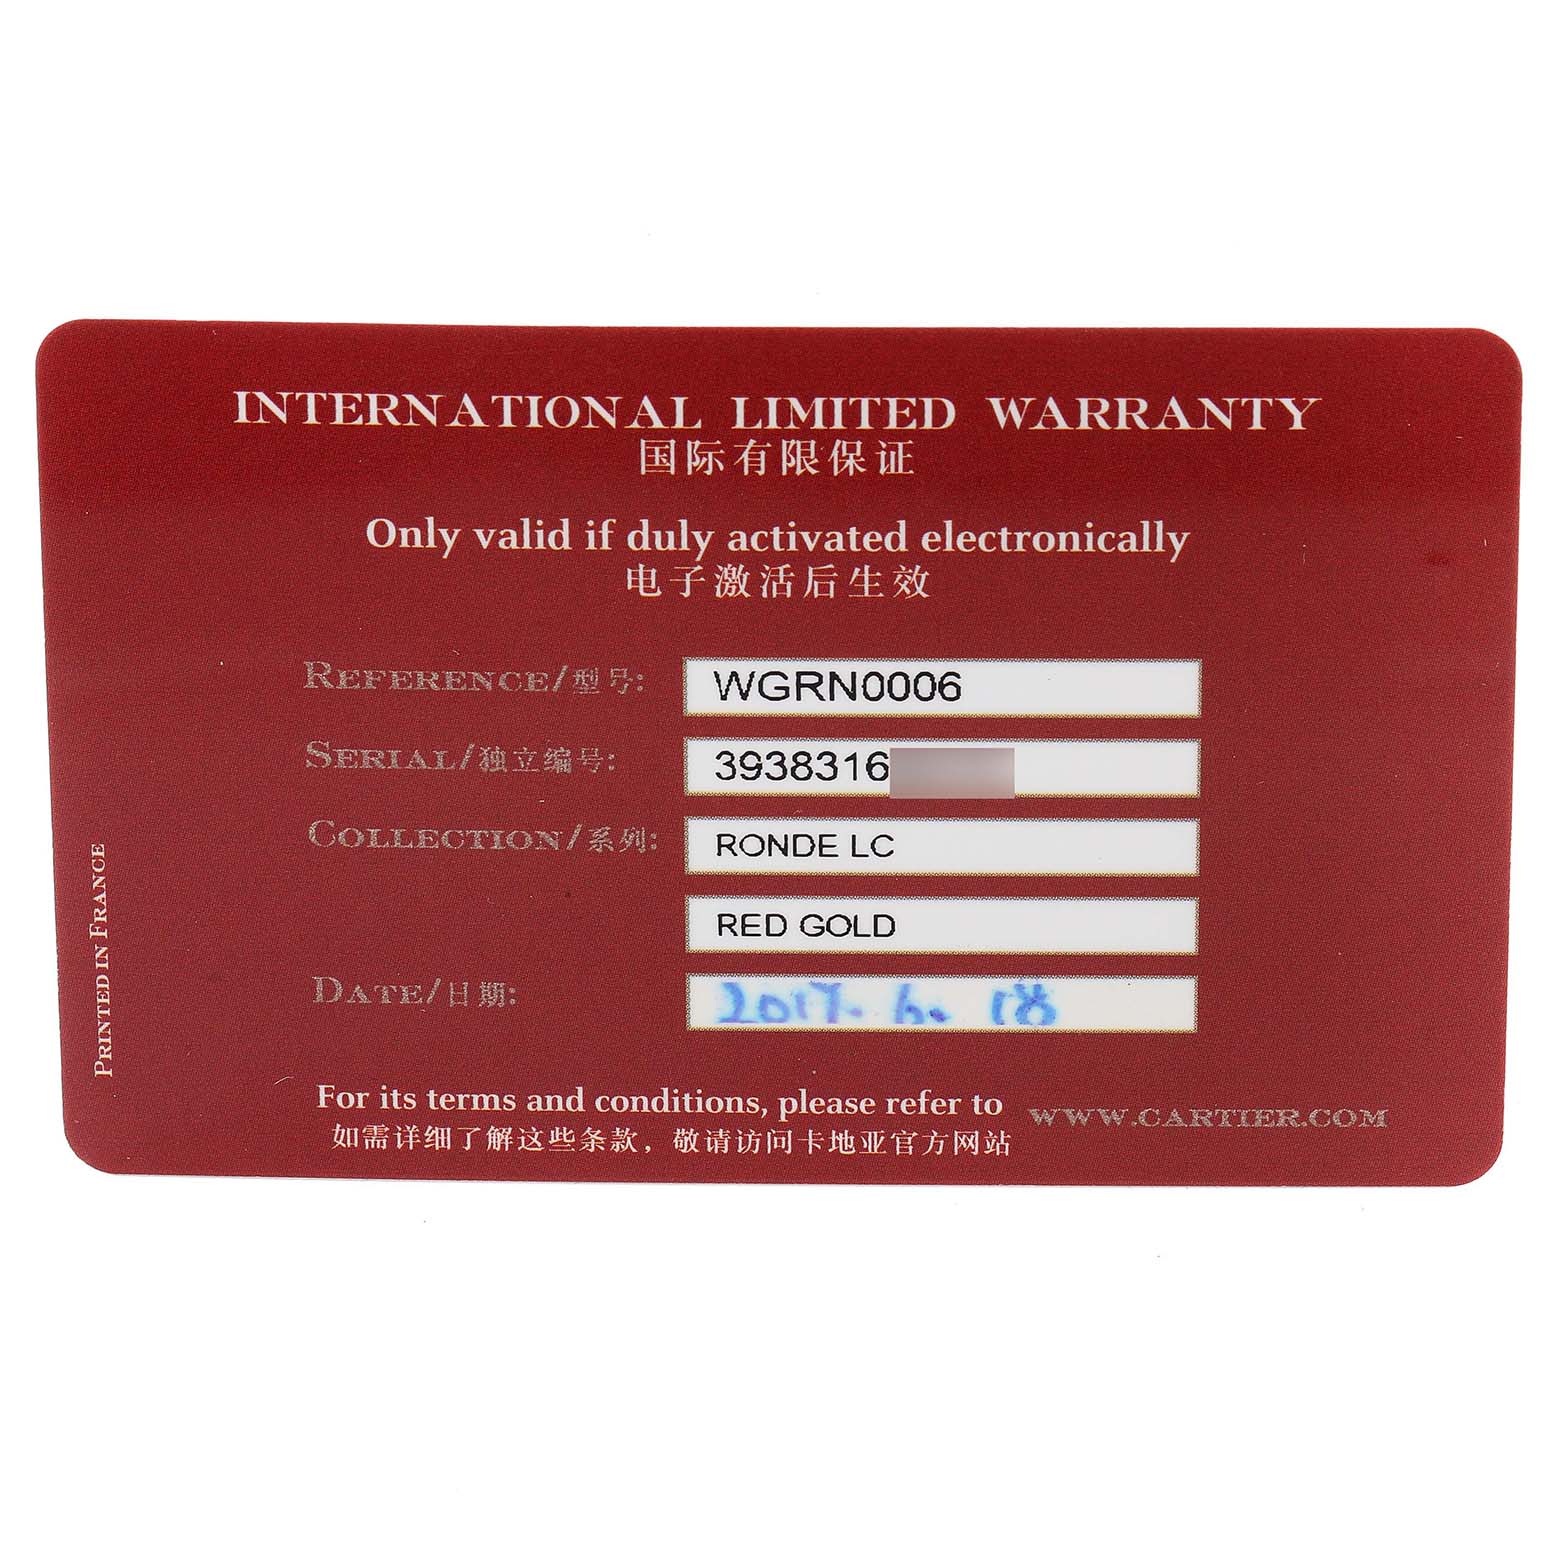 INTERNATIONAL LIMITED WARRANTY
国际有限保证
Only valid if duly activated electronically
电子激活后生效
REFERENCE/型号: WGRN0006
SERIAL/独立编号: 3938316
COLLECTION/系列: RONDE LC
RED GOLD
DATE/日期: 2017. 6. 18
PRINTED IN FRANCE
For its terms and conditions, please refer to WWW.CARTIER.COM
如需详细了解这些条款，敬请访问卡地亚官方网站